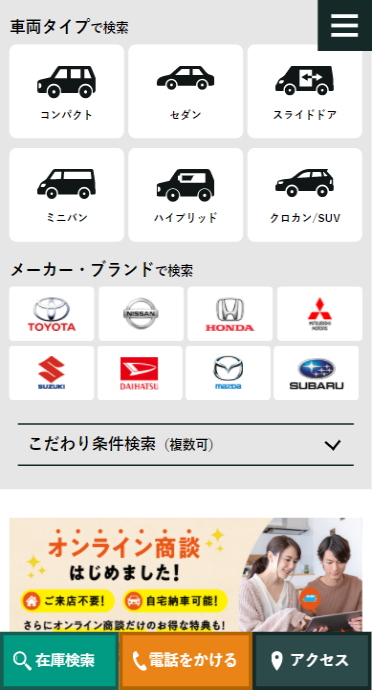 車両タイプで検索
コンパクト
セダン
スライドドア
ミニバン
ハイブリッド
クロカン/SUV
メーカー・ブランドで検索
TOYOTA
NISSAN
HONDA
MITSUBISHI
MOTORS
SUZUKI
DAIHATSU
mazda
SUBARU
こだわり条件検索（複数可）
オンライン商談
はじめました!
ご来店不要!
自宅納車可能!
さらにオンライン商談だけのお得な特典も!
在庫検索
電話をかける
アクセス